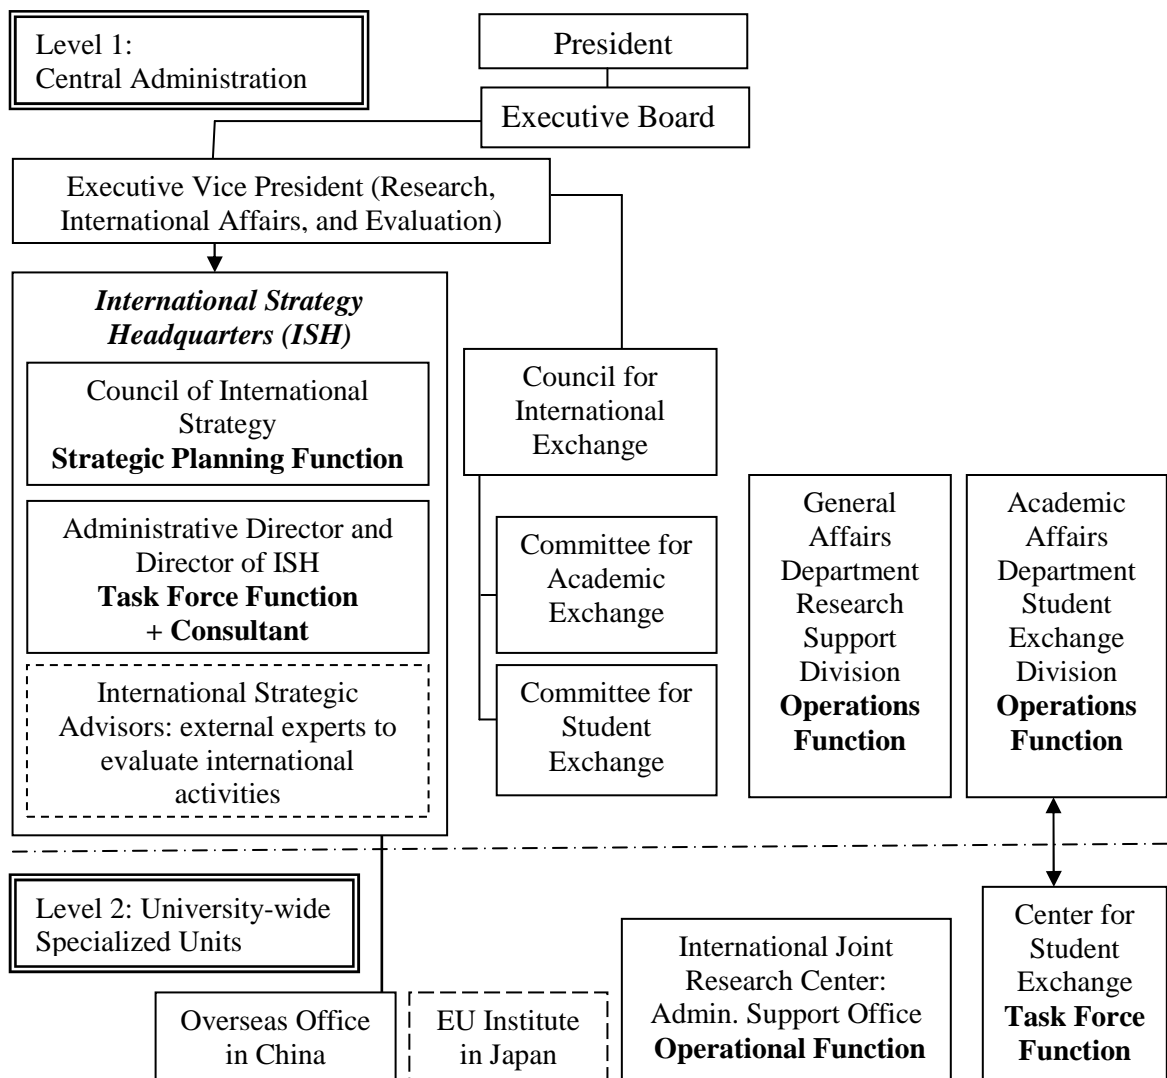 Level 1:
Central Administration
President
Executive Board
Executive Vice President (Research,
International Affairs, and Evaluation)
International Strategy
Headquarters (ISH)
Council of International
Strategy
Strategic Planning Function
Administrative Director and
Director of ISH
Task Force Function
+ Consultant
International Strategic
Advisors: external experts to
evaluate international
activities
Council for
International
Exchange
Committee for
Academic
Exchange
Committee for
Student
Exchange
General
Affairs
Department
Research
Support
Division
Operations
Function
Academic
Affairs
Department
Student
Exchange
Division
Operations
Function
Level 2: University-wide
Specialized Units
Overseas Office
in China
EU Institute
in Japan
International Joint
Research Center:
Admin. Support Office
Operational Function
Center for
Student
Exchange
Task Force
Function